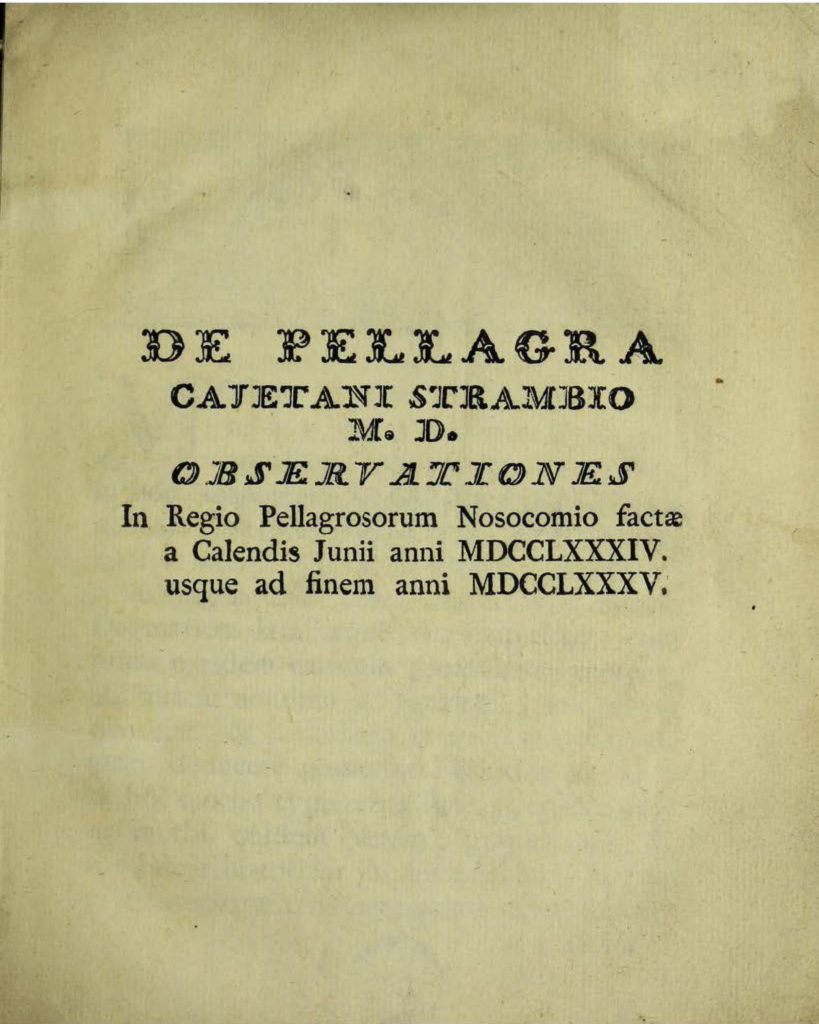 DE PELLAGRA
CAJETANI STRAMBIO
M. D.
OBSERVATIONES
In Regio Pellagrosorum Nosocomio factæ
a Calendis Junii anni MDCCLXXXIV.
usque ad finem anni MDCCLXXXV.